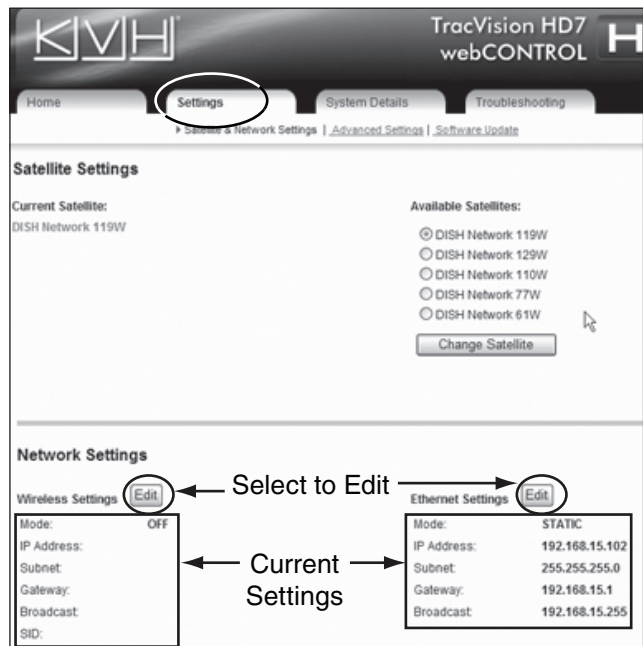 KVH
TracVision HD7
webCONTROL
H
Home
Settings
System Details
Troubleshooting
Satellite & Network Settings | Advanced Settings | Software Update
Satellite Settings
Current Satellite:
DISH Network 119W
Available Satellites:
DISH Network 119W
DISH Network 129W
DISH Network 110W
DISH Network 77W
DISH Network 61W
Change Satellite
Network Settings
Wireless Settings Edit
Select to Edit
Ethernet Settings Edit
Mode: OFF
IP Address:
Subnet:
Gateway:
Broadcast:
SID:
Current
Settings
Mode: STATIC
IP Address: 192.168.15.102
Subnet: 255.255.255.0
Gateway: 192.168.15.1
Broadcast: 192.168.15.255